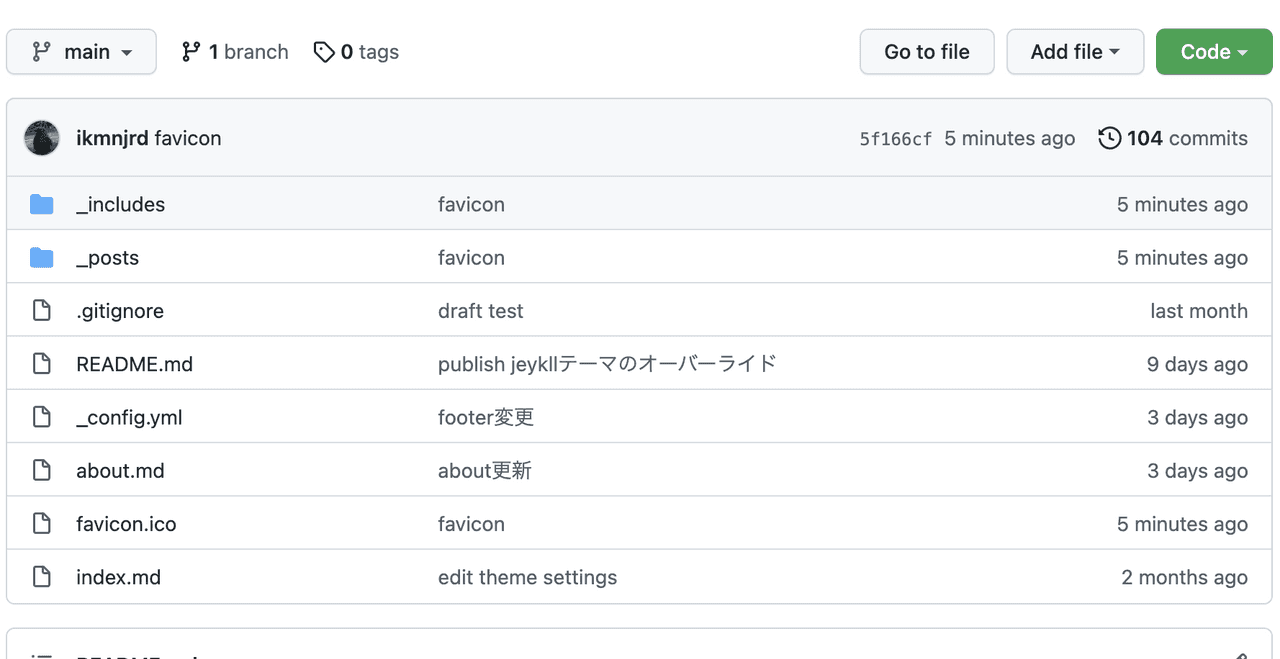 main 1 branch 0 tags Go to file Add file Code
ikmnjrd favicon 5f166cf 5 minutes ago 104 commits
_includes favicon 5 minutes ago
_posts favicon 5 minutes ago
.gitignore draft test last month
README.md publish jeykllテーマのオーバーライド 9 days ago
_config.yml footer変更 3 days ago
about.md about更新 3 days ago
favicon.ico favicon 5 minutes ago
index.md edit theme settings 2 months ago